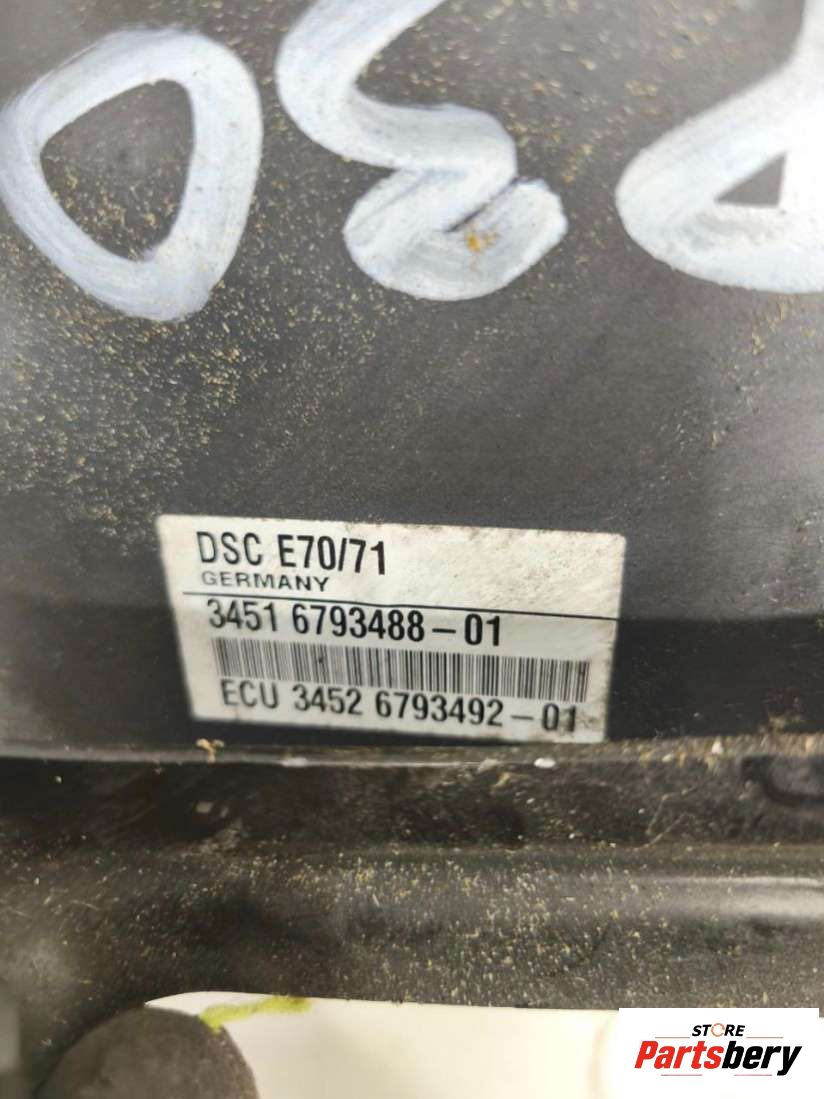 DSC E70/71
GERMANY
3451 6793488-01
ECU 3452 6793492-01
STORE
Partsbery